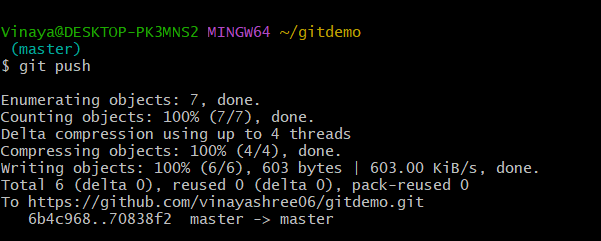 Vinaya@DESKTOP-PK3MNS2 MINGW64 ~/gitdemo
(master)
$ git push
Enumerating objects: 7, done.
Counting objects: 100% (7/7), done.
Delta compression using up to 4 threads
Compressing objects: 100% (4/4), done.
Writing objects: 100% (6/6), 603 bytes | 603.00 KiB/s, done.
Total 6 (delta 0), reused 0 (delta 0), pack-reused 0
To https://github.com/vinayashree06/gitdemo.git
6b4c968..70838f2  master -> master